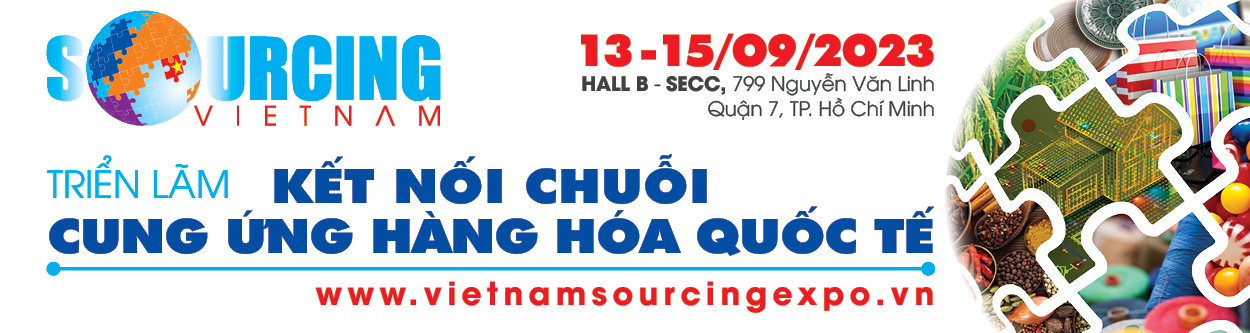 SOURCING
VIETNAM
13-15/09/2023
HALL B - SECC, 799 Nguyễn Văn Linh
Quận 7, TP. Hồ Chí Minh
TRIỂN LÃM KẾT NỐI CHUỖI
CUNG ỨNG HÀNG HÓA QUỐC TẾ
www.vietnamsourcingexpo.vn